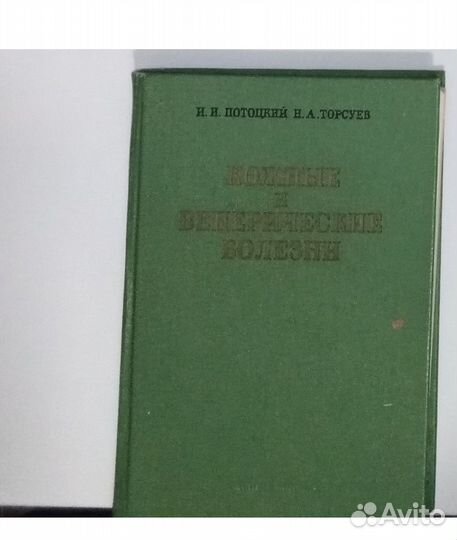 И. И. ПОТОЦКИЙ Н. А. ТОРСУЕВ
КОЖНЫЕ
И
ВЕНЕРИЧЕСКИЕ
БОЛЕЗНИ
Avito